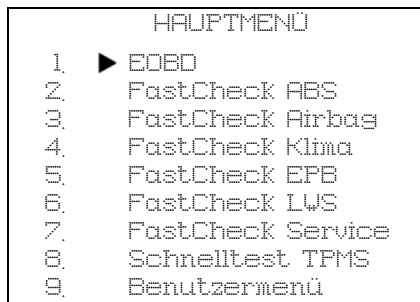 HAUPTMENÜ
1. ▶ EOBD
2. FastCheck ABS
3. FastCheck Airbag
4. FastCheck Klima
5. FastCheck EPB
6. FastCheck LWS
7. FastCheck Service
8. Schnelltest TPMS
9. Benutzermenü